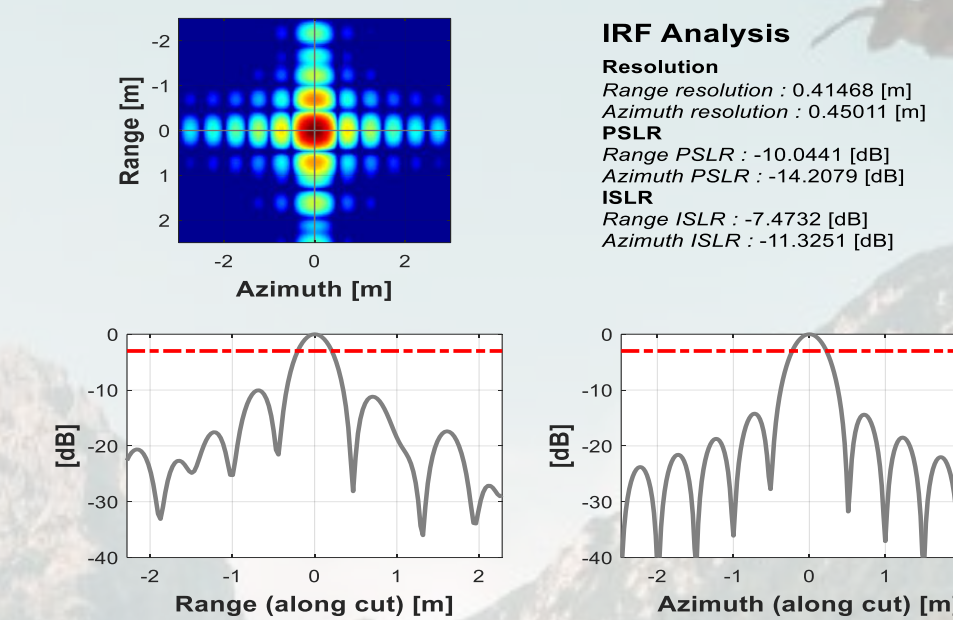 IRF Analysis
Resolution
Range resolution : 0.41468 [m]
Azimuth resolution : 0.45011 [m]
PSLR
Range PSLR : -10.0441 [dB]
Azimuth PSLR : -14.2079 [dB]
ISLR
Range ISLR : -7.4732 [dB]
Azimuth ISLR : -11.3251 [dB]
Range [m]
-2
-1
0
1
2
-2 0 2
Azimuth [m]
[dB]
0
-10
-20
-30
-40
-2 -1 0 1 2
Range (along cut) [m]
[dB]
0
-10
-20
-30
-40
-2 -1 0 1
Azimuth (along cut) [m